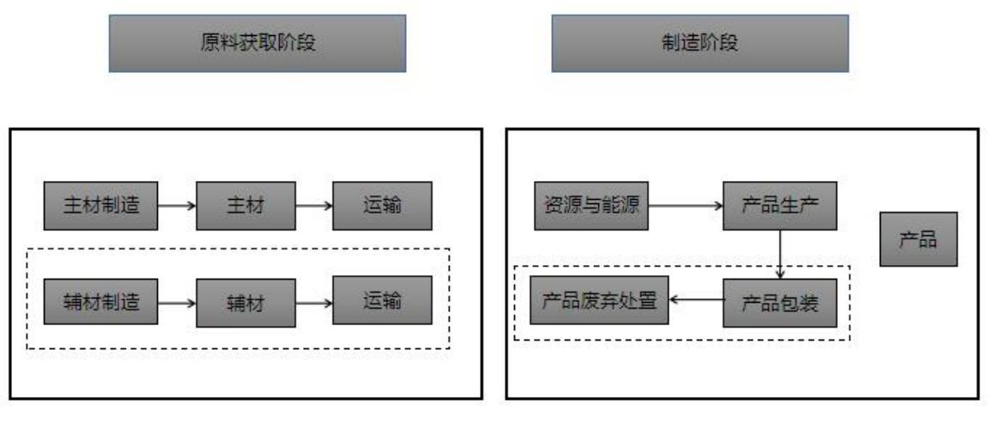 原料获取阶段
制造阶段
主材制造
主材
运输
辅材制造
辅材
运输
资源与能源
产品生产
产品
产品废弃处置
产品包装